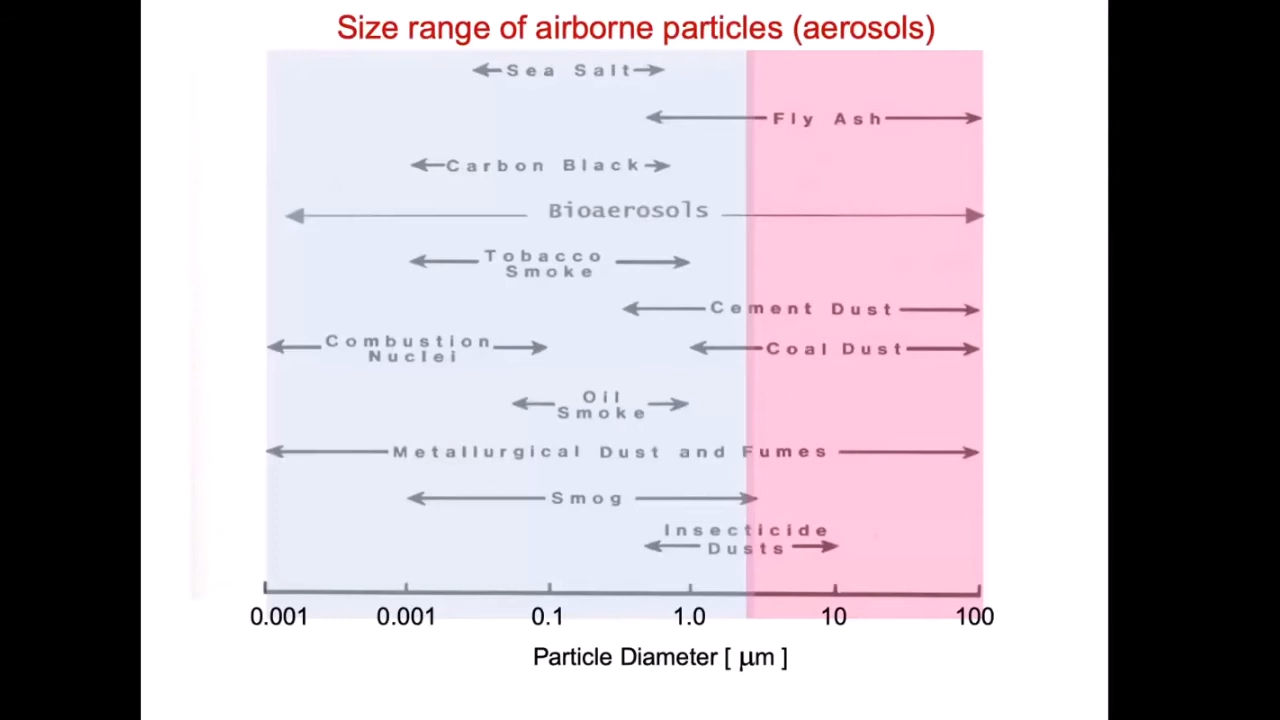 Size range of airborne particles (aerosols)
Sea Salt
Fly Ash
Carbon Black
Bioaerosols
Tobacco
Smoke
Cement Dust
Combustion
Nuclei
Coal Dust
Oil
Smoke
Metallurgical Dust and Fumes
Smog
Insecticide
Dusts
0.001 0.001 0.1 1.0 10 100
Particle Diameter [ μm ]